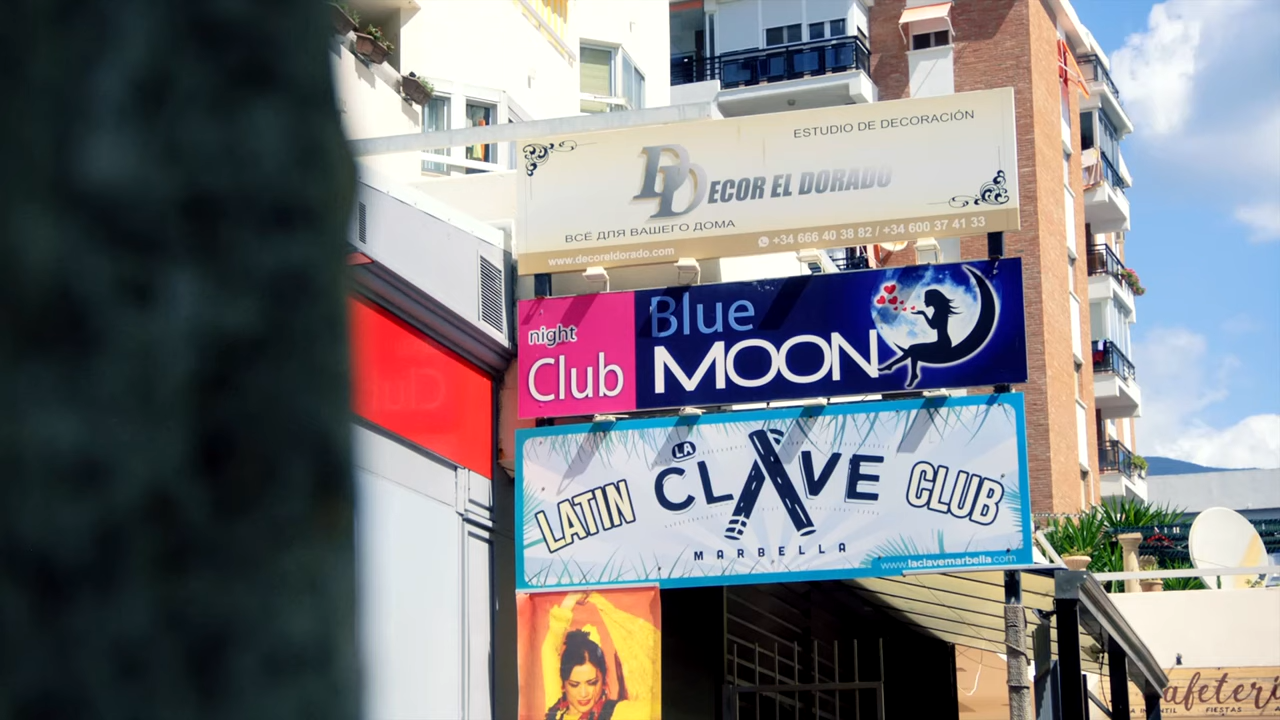 ESTUDIO DE DECORACIÓN
DECOR EL DORADO
ВСЁ ДЛЯ ВАШЕГО ДОМА
www.decoreldorado.com
+34 666 40 38 82 / +34 600 37 41 33
night
Club
Blue
MOON
LA
CLAVE
LATIN
CLUB
MARBELLA
www.laclavemarbella.com
FIESTAS